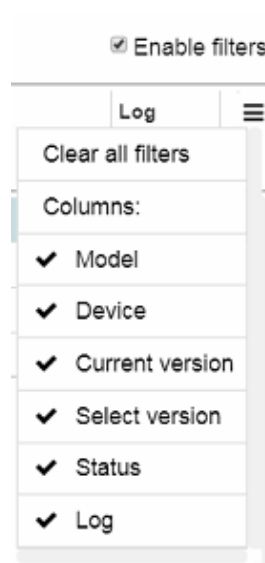 Enable filters
Log
Clear all filters
Columns:
Model
Device
Current version
Select version
Status
Log